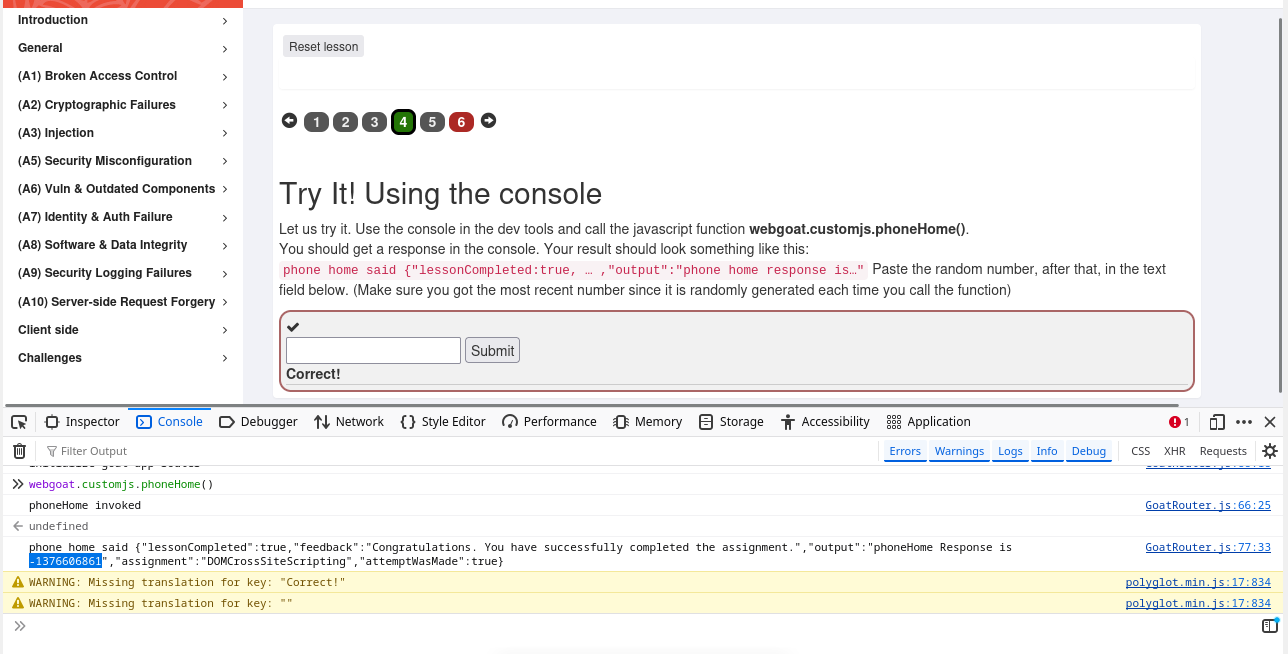 Introduction
General
(A1) Broken Access Control
(A2) Cryptographic Failures
(A3) Injection
(A5) Security Misconfiguration
(A6) Vuln & Outdated Components
(A7) Identity & Auth Failure
(A8) Software & Data Integrity
(A9) Security Logging Failures
(A10) Server-side Request Forgery
Client side
Challenges
Reset lesson
1 2 3 4 5 6
Try It! Using the console
Let us try it. Use the console in the dev tools and call the javascript function webgoat.customjs.phoneHome().
You should get a response in the console. Your result should look something like this:
phone home said {"lessonCompleted:true, … ,"output":"phone home response is…" Paste the random number, after that, in the text
field below. (Make sure you got the most recent number since it is randomly generated each time you call the function)
Submit
Correct!
Inspector Console Debugger Network Style Editor Performance Memory Storage Accessibility Application 1
Filter Output Errors Warnings Logs Info Debug CSS XHR Requests
webgoat.customjs.phoneHome()
phoneHome invoked GoatRouter.js:66:25
undefined
phone home said {"lessonCompleted":true,"feedback":"Congratulations. You have successfully completed the assignment.","output":"phoneHome Response is GoatRouter.js:77:33
-1376606861","assignment":"DOMCrossSiteScripting","attemptWasMade":true}
WARNING: Missing translation for key: "Correct!" polyglot.min.js:17:834
WARNING: Missing translation for key: "" polyglot.min.js:17:834